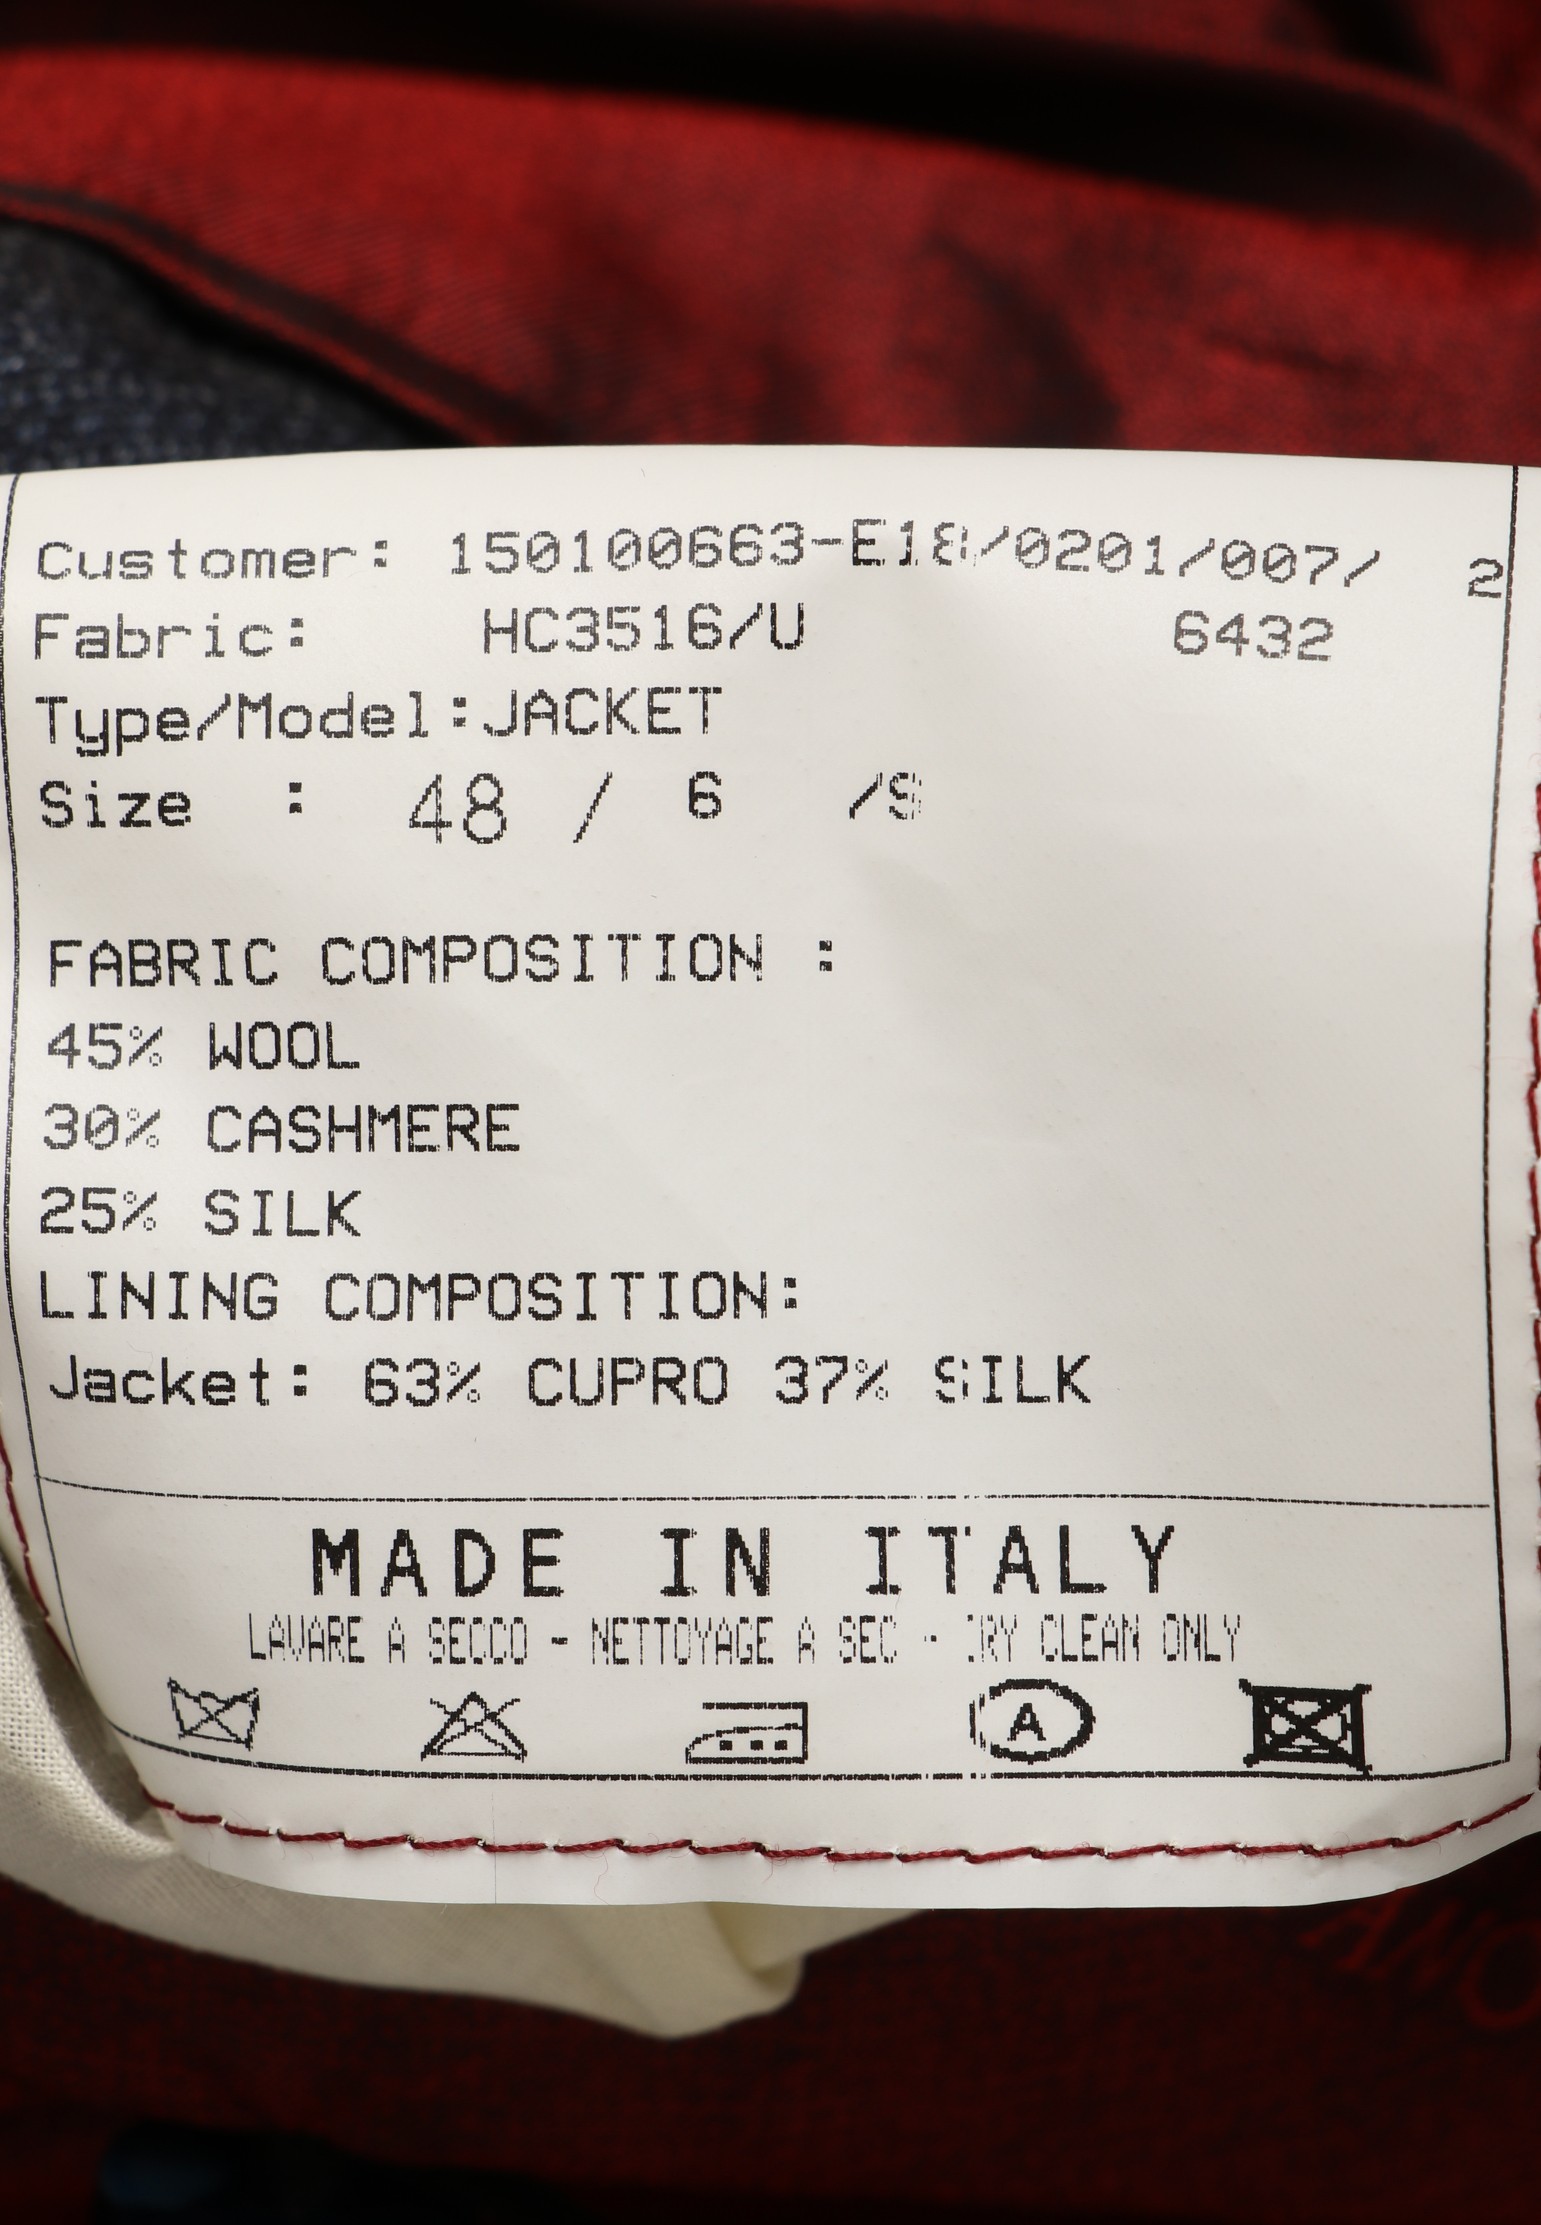 Customer: 150100663-E18/0201/007/ 2
Fabric: HC3516/U 6432
Type/Model:JACKET
Size : 48 / 6 /S
FABRIC COMPOSITION :
45% WOOL
30% CASHMERE
25% SILK
LINING COMPOSITION:
Jacket: 63% CUPRO 37% SILK
MADE IN ITALY
LAVARE A SECCO - NETTOYAGE A SEC - DRY CLEAN ONLY
A